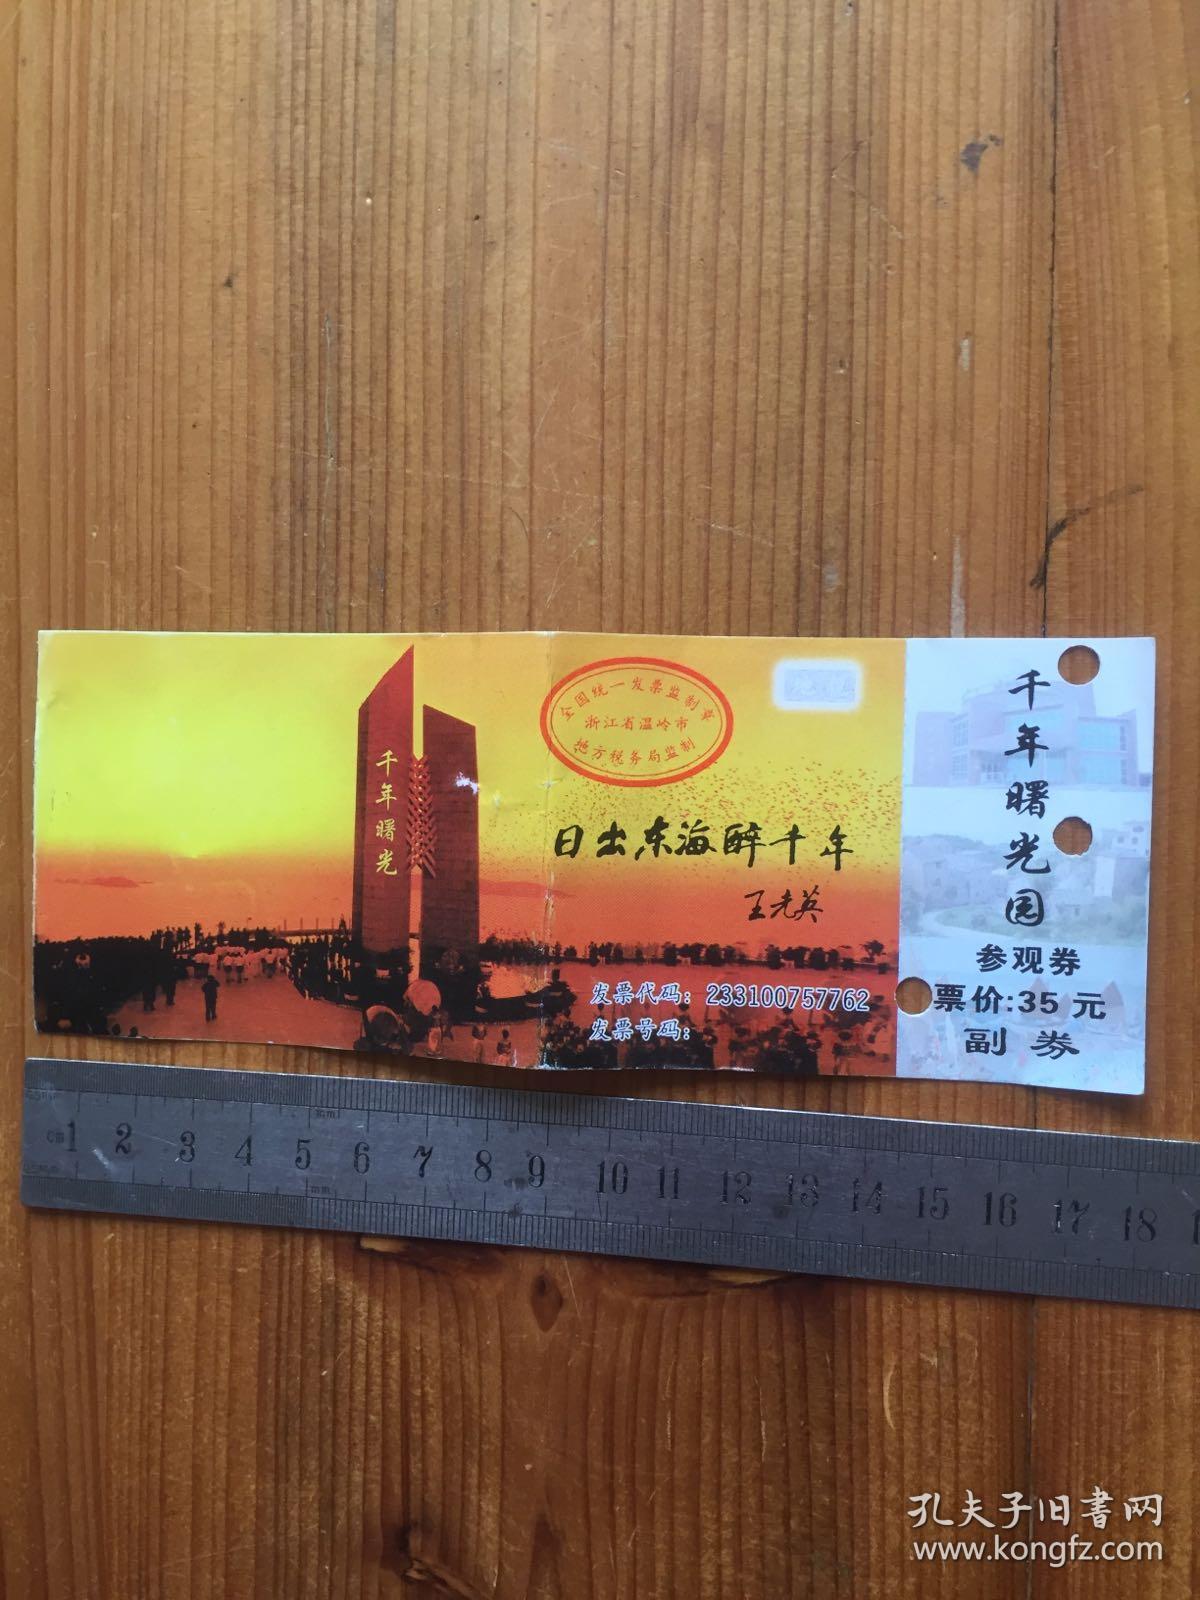 千年曙光
全国统一发票监制章
浙江省温岭市
地方税务局监制
日出东海醉千年
王光英
发票代码：233100757762
发票号码：
千年曙光园
参观券
票价:35元
副券
cm 1 2 3 4 5 6 7 8 9 10 11 12 13 14 15 16 17 18
mm
mm
孔夫子旧书网
www.kongfz.com